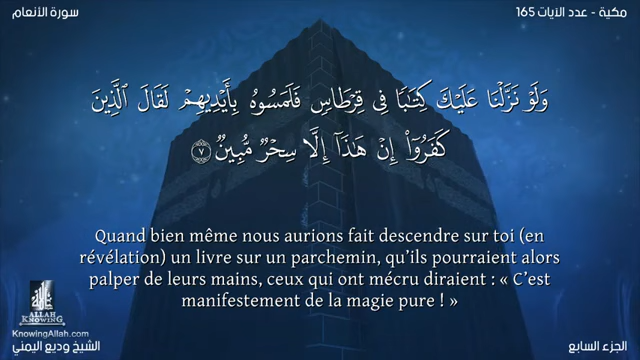 سورة الأنعام
مكية - عدد الآيات 165
وَلَوْ نَزَّلْنَا عَلَيْكَ كِتَٰبًا فِى قِرْطَاسٍ فَلَمَسُوهُ بِأَيْدِيهِمْ لَقَالَ ٱلَّذِينَ
كَفَرُوٓا۟ إِنْ هَٰذَآ إِلَّا سِحْرٌ مُّبِينٌ ٧
Quand bien même nous aurions fait descendre sur toi (en
révélation) un livre sur un parchemin, qu’ils pourraient alors
palper de leurs mains, ceux qui ont mécru diraient : « C’est
manifestement de la magie pure ! »
ALLAH
KNOWING
KnowingAllah.com
الشيخ وديع اليمني
الجزء السابع